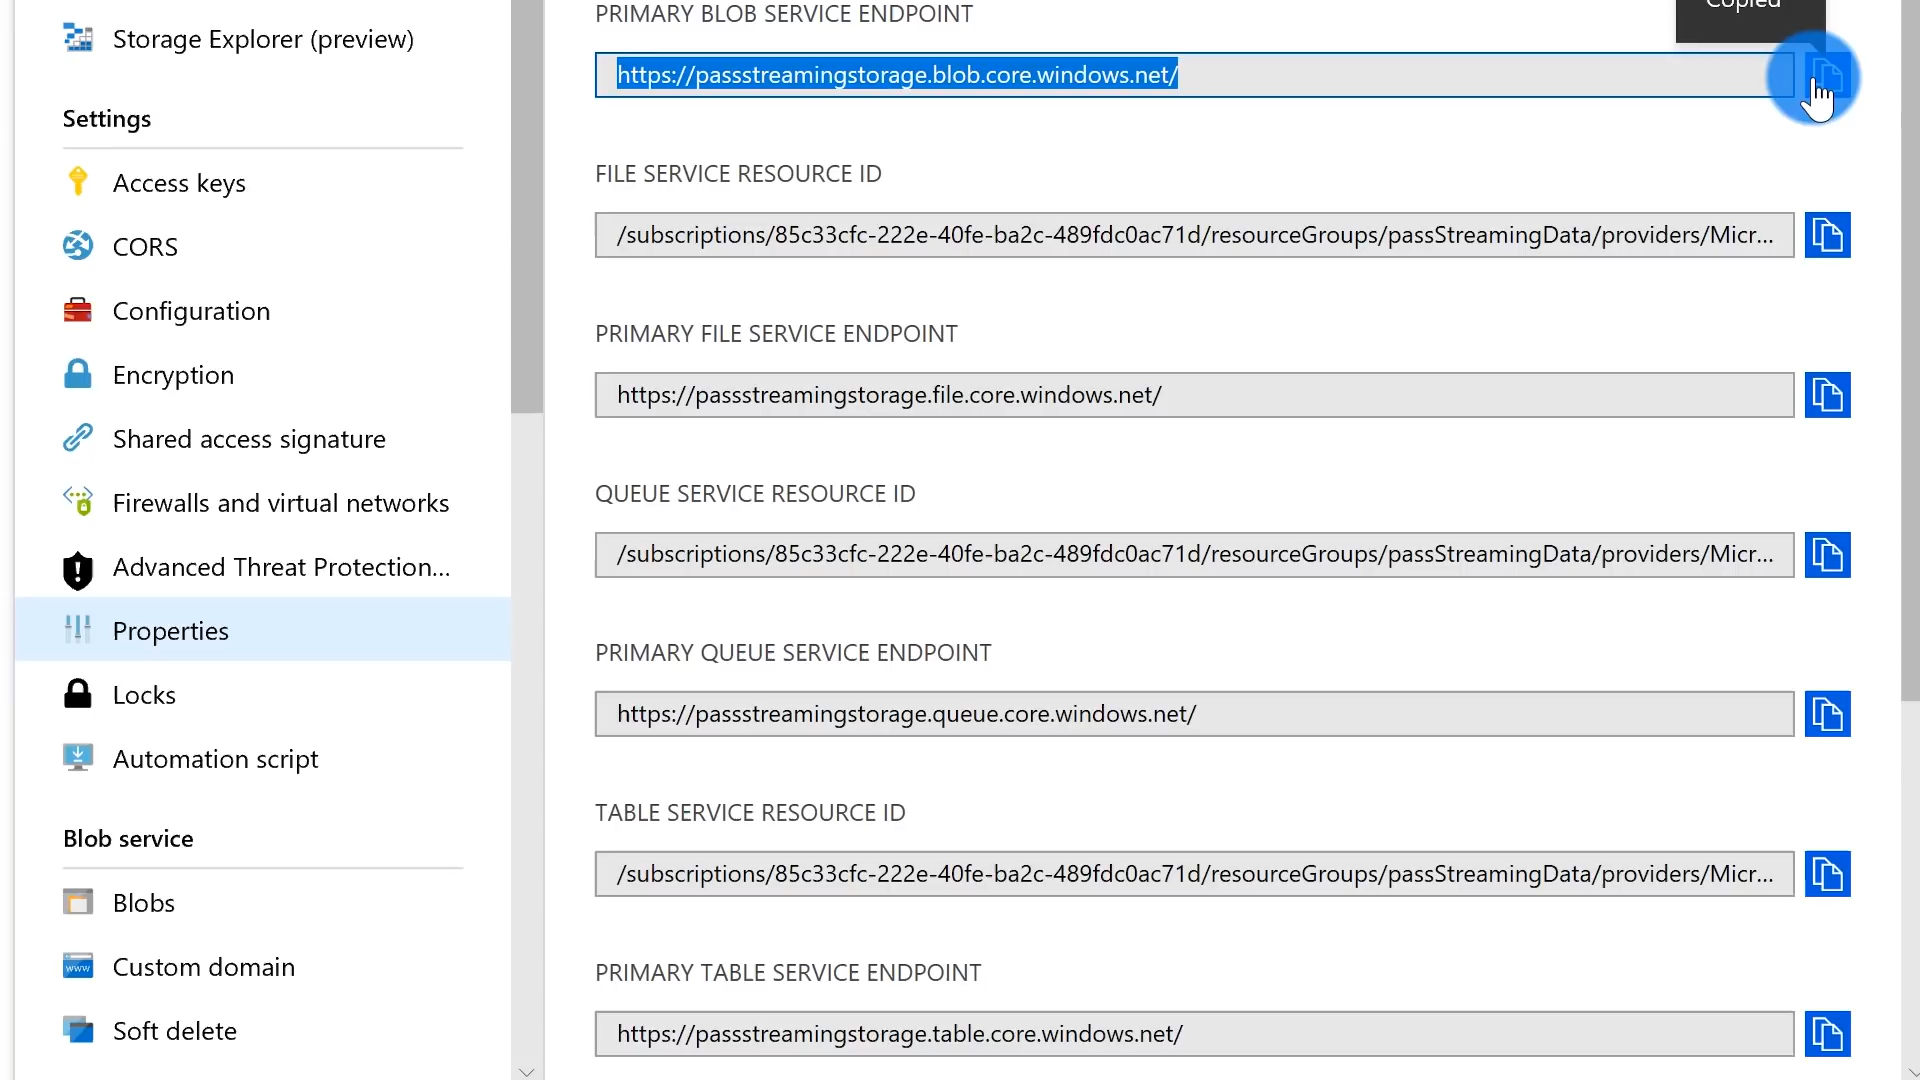 Storage Explorer (preview)
Settings
Access keys
CORS
Configuration
Encryption
Shared access signature
Firewalls and virtual networks
Advanced Threat Protection...
Properties
Locks
Automation script
Blob service
Blobs
www
Custom domain
Soft delete
PRIMARY BLOB SERVICE ENDPOINT
Copied
https://passstreamingstorage.blob.core.windows.net/
FILE SERVICE RESOURCE ID
/subscriptions/85c33cfc-222e-40fe-ba2c-489fdc0ac71d/resourceGroups/passStreamingData/providers/Micr...
PRIMARY FILE SERVICE ENDPOINT
https://passstreamingstorage.file.core.windows.net/
QUEUE SERVICE RESOURCE ID
/subscriptions/85c33cfc-222e-40fe-ba2c-489fdc0ac71d/resourceGroups/passStreamingData/providers/Micr...
PRIMARY QUEUE SERVICE ENDPOINT
https://passstreamingstorage.queue.core.windows.net/
TABLE SERVICE RESOURCE ID
/subscriptions/85c33cfc-222e-40fe-ba2c-489fdc0ac71d/resourceGroups/passStreamingData/providers/Micr...
PRIMARY TABLE SERVICE ENDPOINT
https://passstreamingstorage.table.core.windows.net/